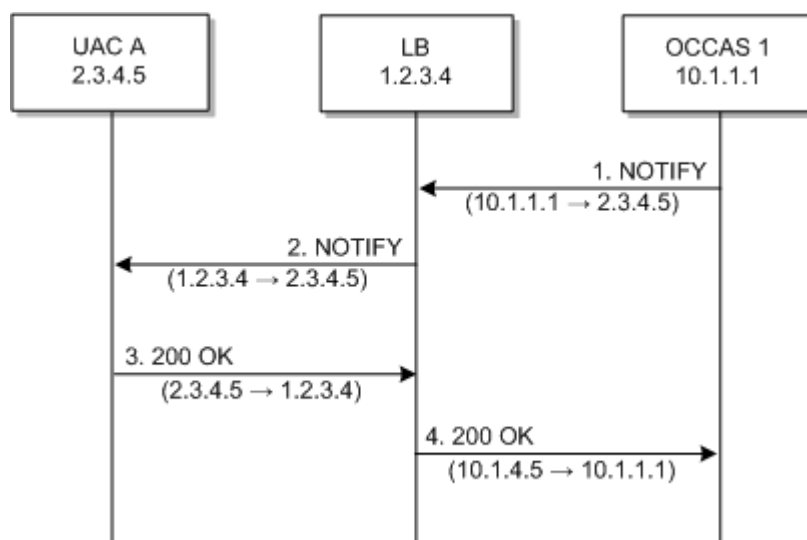 UAC A
2.3.4.5
LB
1.2.3.4
OCCAS 1
10.1.1.1
1. NOTIFY
(10.1.1.1 → 2.3.4.5)
2. NOTIFY
(1.2.3.4 → 2.3.4.5)
3. 200 OK
(2.3.4.5 → 1.2.3.4)
4. 200 OK
(10.1.4.5 → 10.1.1.1)